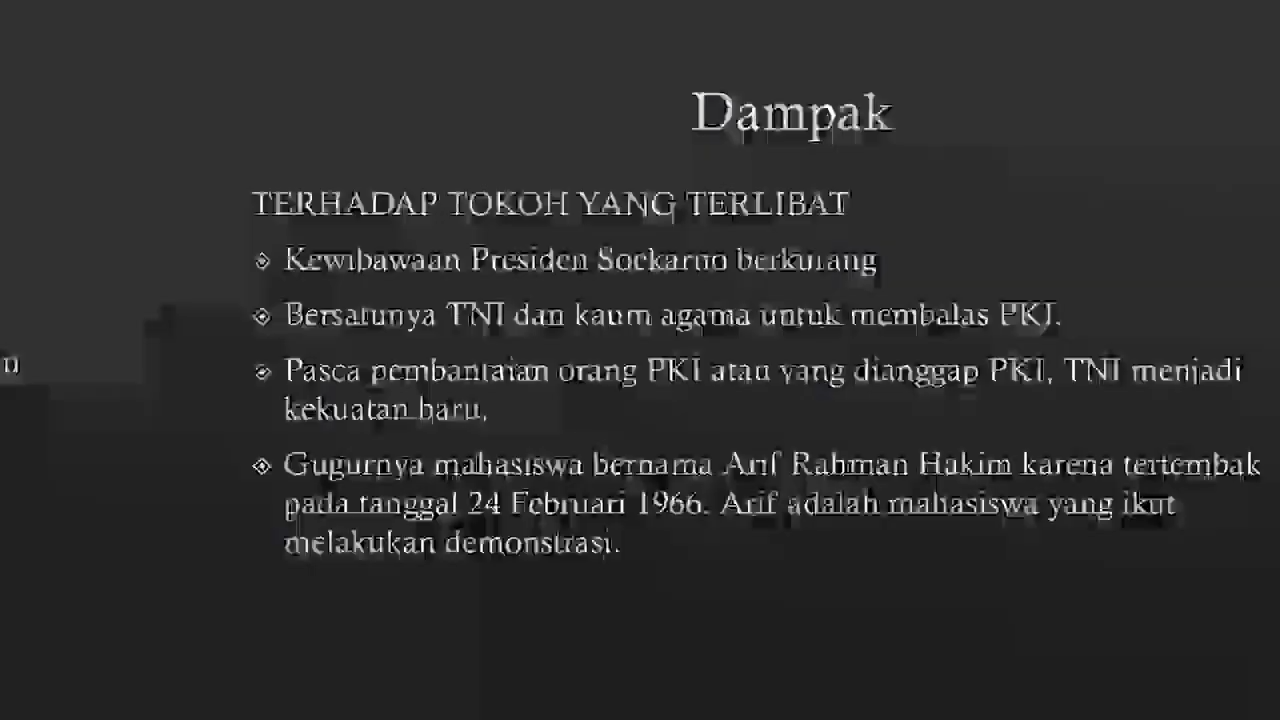 Dampak
TERHADAP TOKOH YANG TERLIBAT
Kewibawaan Presiden Soekarno berkurang
Bersatunya TNI dan kaum agama untuk membalas PKI.
u
Pasca pembantaian orang PKI atau yang dianggap PKI, TNI menjadi
kekuatan baru.
Gugurnya mahasiswa bernama Arif Rahman Hakim karena tertembak
pada tanggal 24 Februari 1966. Arif adalah mahasiswa yang ikut
melakukan demonstrasi.